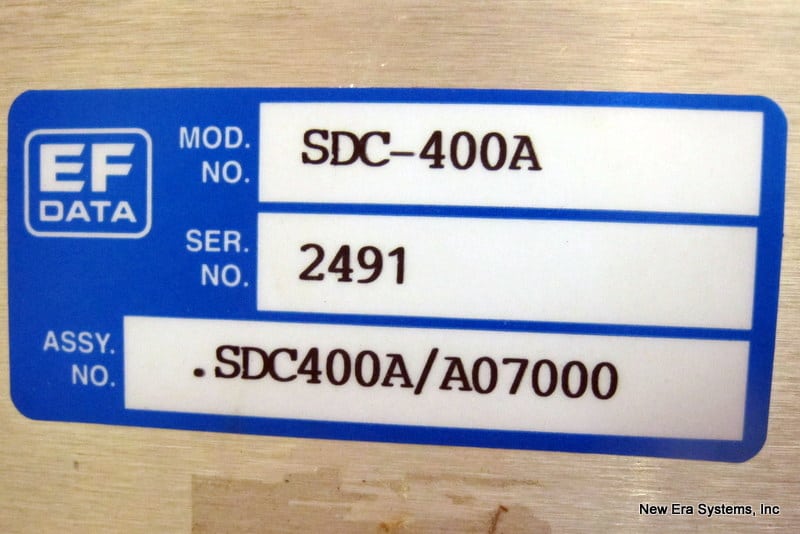 EF
DATA
MOD.
NO.
SDC-400A
SER.
NO.
2491
ASSY.
NO.
.SDC400A/A07000
New Era Systems, Inc